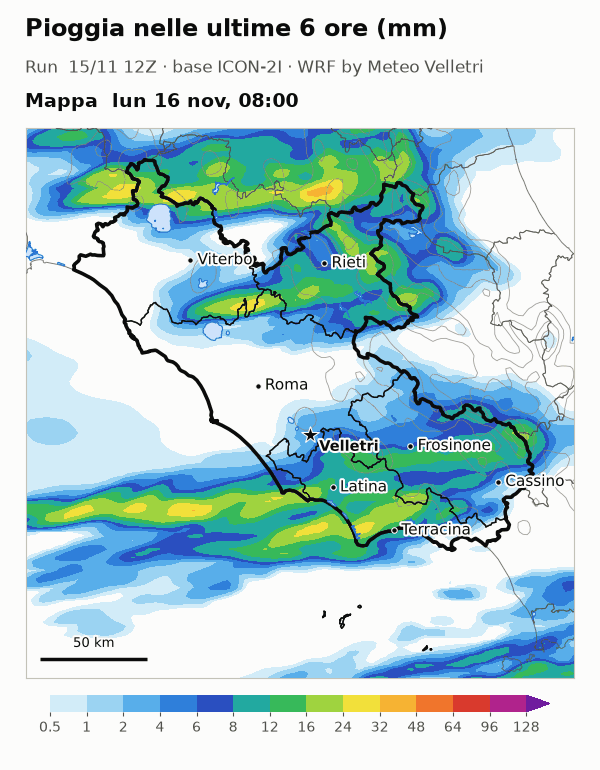 Pioggia nelle ultime 6 ore (mm)
Run 15/11 12Z · base ICON-2I · WRF by Meteo Velletri
Mappa lun 16 nov, 08:00
Viterbo
Rieti
Roma
Velletri
Frosinone
Latina
Cassino
Terracina
50 km
0.5 1 2 4 6 8 12 16 24 32 48 64 96 128